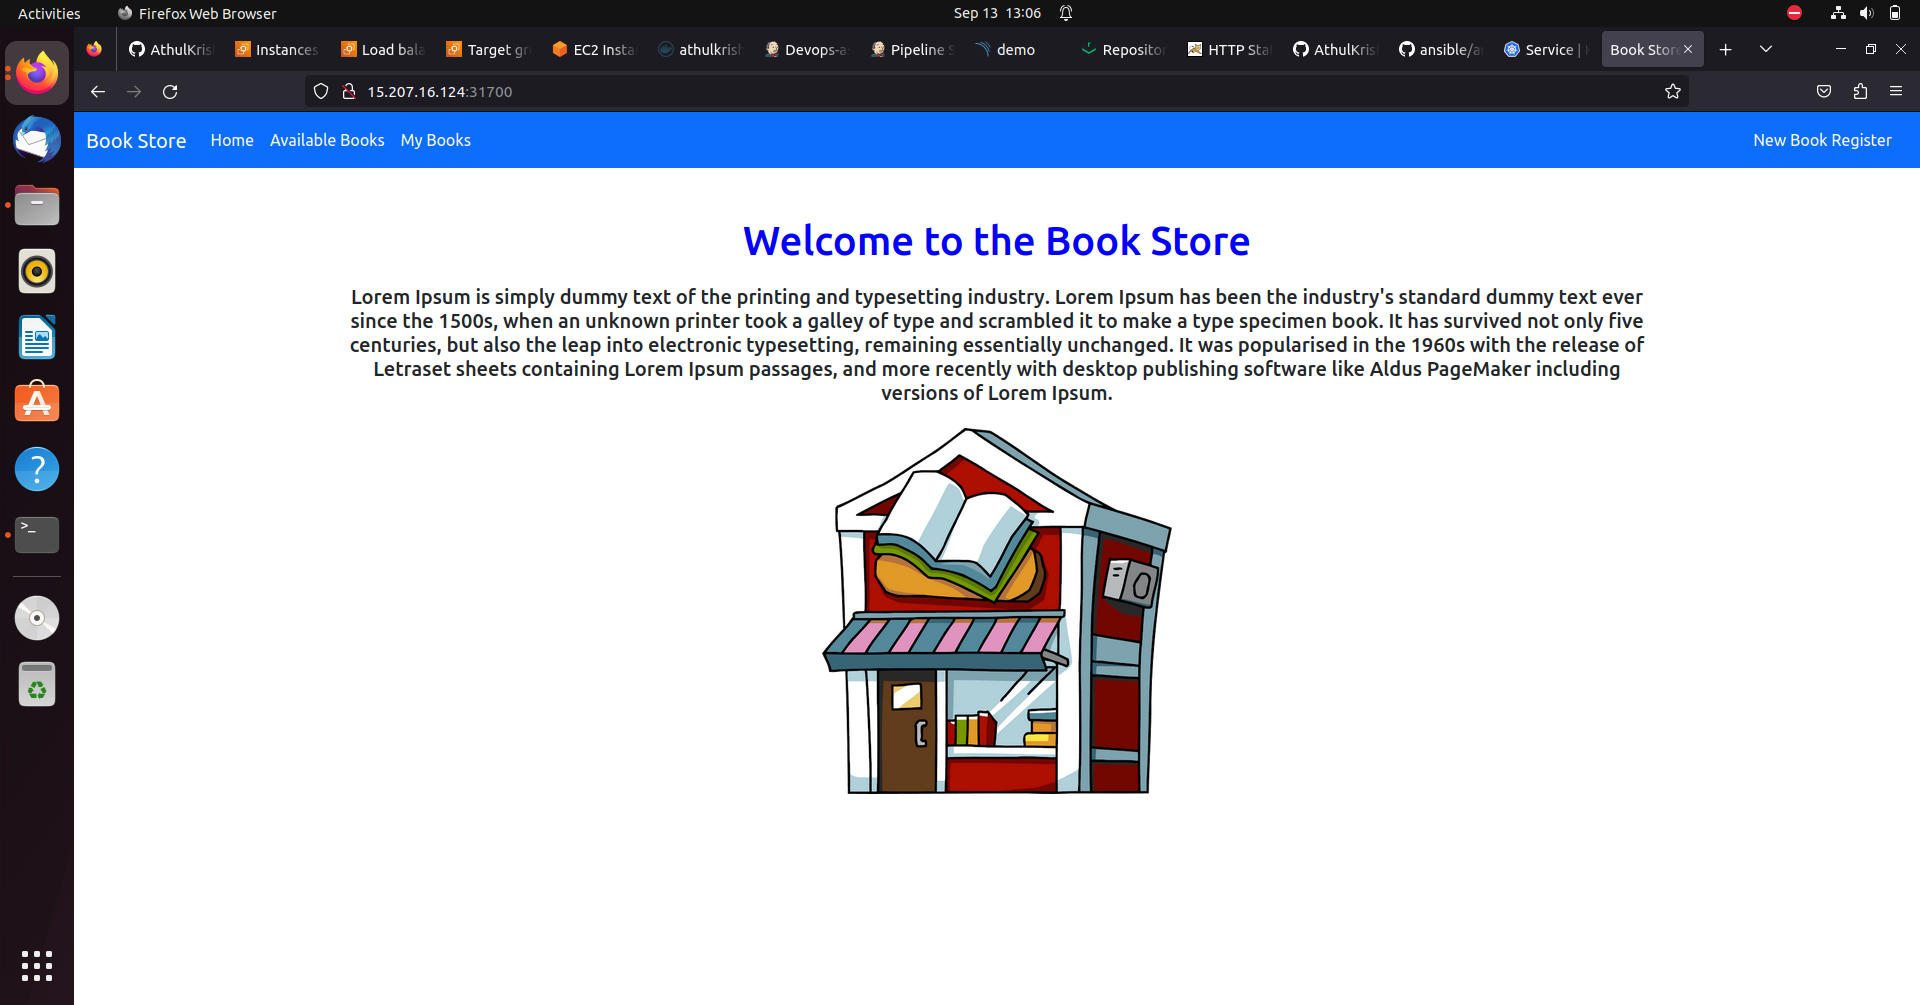 Activities Firefox Web Browser Sep 13 13:06
AthulKris Instances Load bala Target gr EC2 Insta athulkrish Devops-a Pipeline S demo Repositor HTTP Sta AthulKrish ansible/a Service | Book Store
15.207.16.124:31700
Book Store Home Available Books My Books New Book Register
Welcome to the Book Store
Lorem Ipsum is simply dummy text of the printing and typesetting industry. Lorem Ipsum has been the industry's standard dummy text ever
since the 1500s, when an unknown printer took a galley of type and scrambled it to make a type specimen book. It has survived not only five
centuries, but also the leap into electronic typesetting, remaining essentially unchanged. It was popularised in the 1960s with the release of
Letraset sheets containing Lorem Ipsum passages, and more recently with desktop publishing software like Aldus PageMaker including
versions of Lorem Ipsum.